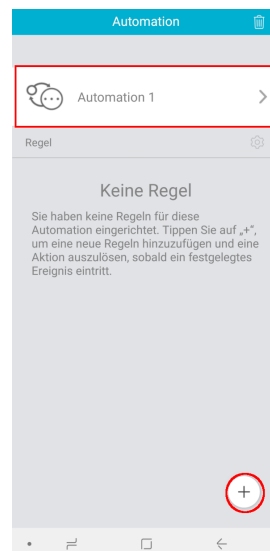 Automation
Automation 1
Regel
Keine Regel
Sie haben keine Regeln für diese
Automation eingerichtet. Tippen Sie auf „+“,
um eine neue Regeln hinzuzufügen und eine
Aktion auszulösen, sobald ein festgelegtes
Ereignis eintritt.
+